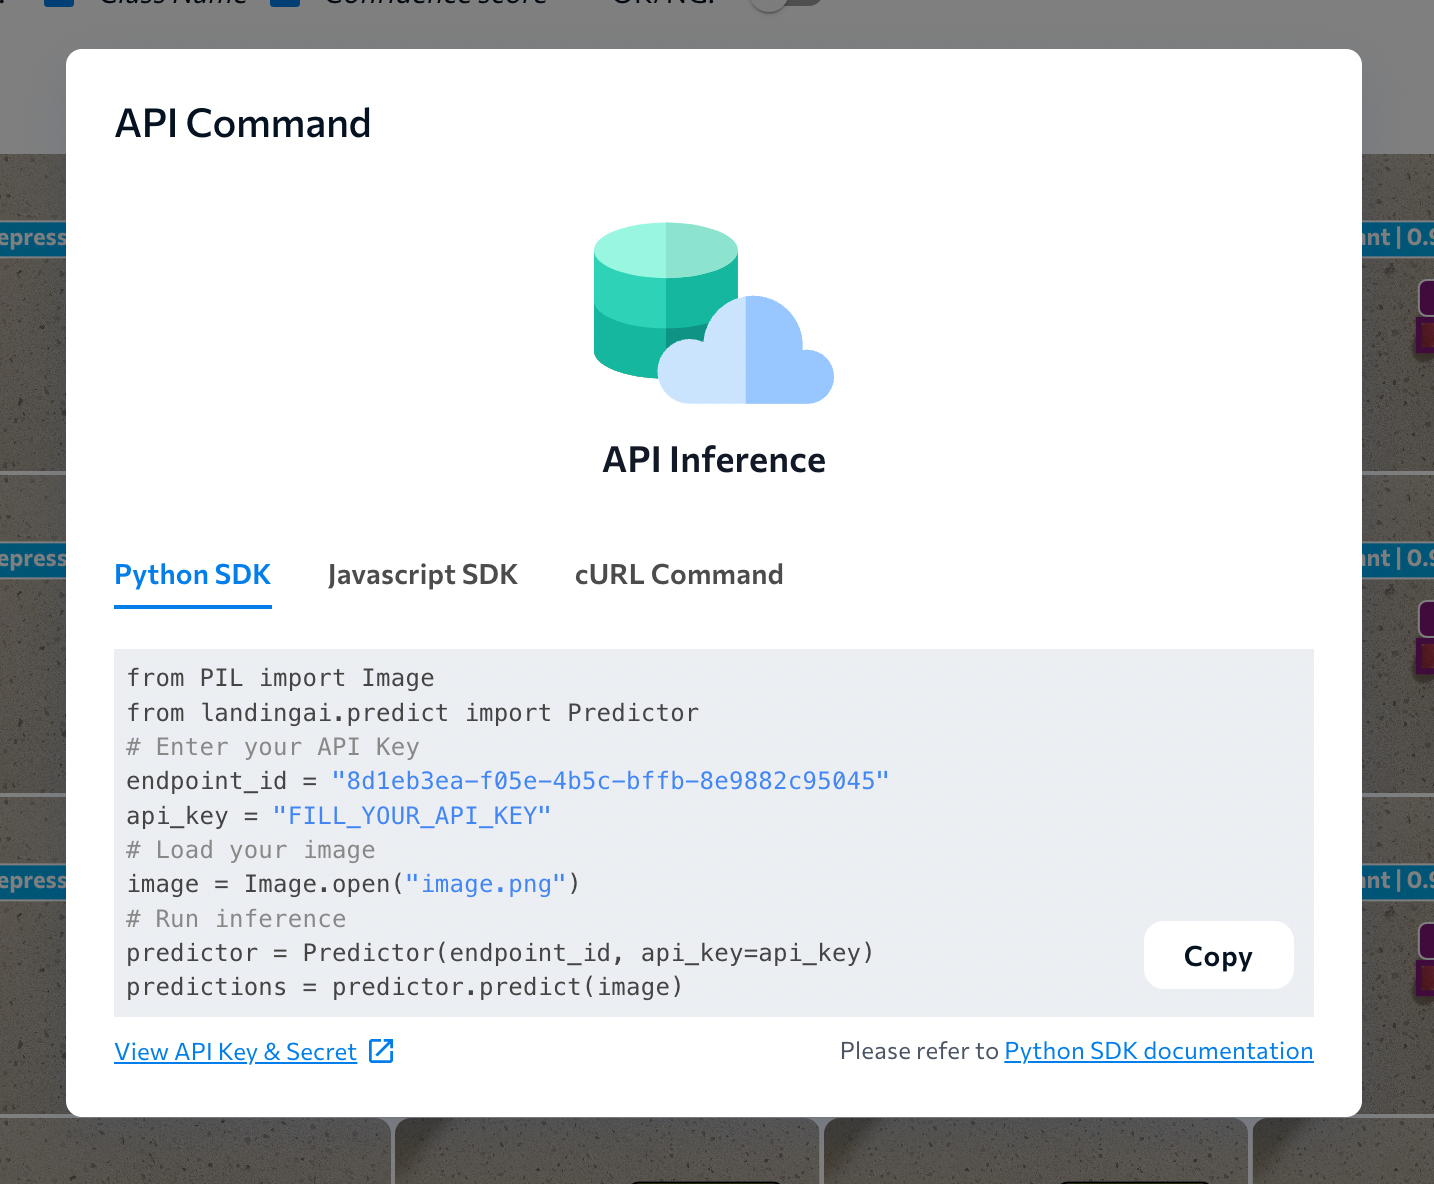 API Command
API Inference
Python SDK
Javascript SDK
cURL Command
from PIL import Image
from landingai.predict import Predictor
# Enter your API Key
endpoint_id = "8d1eb3ea-f05e-4b5c-bffb-8e9882c95045"
api_key = "FILL_YOUR_API_KEY"
# Load your image
image = Image.open("image.png")
# Run inference
predictor = Predictor(endpoint_id, api_key=api_key)
predictions = predictor.predict(image)
Copy
View API Key & Secret
Please refer to Python SDK documentation